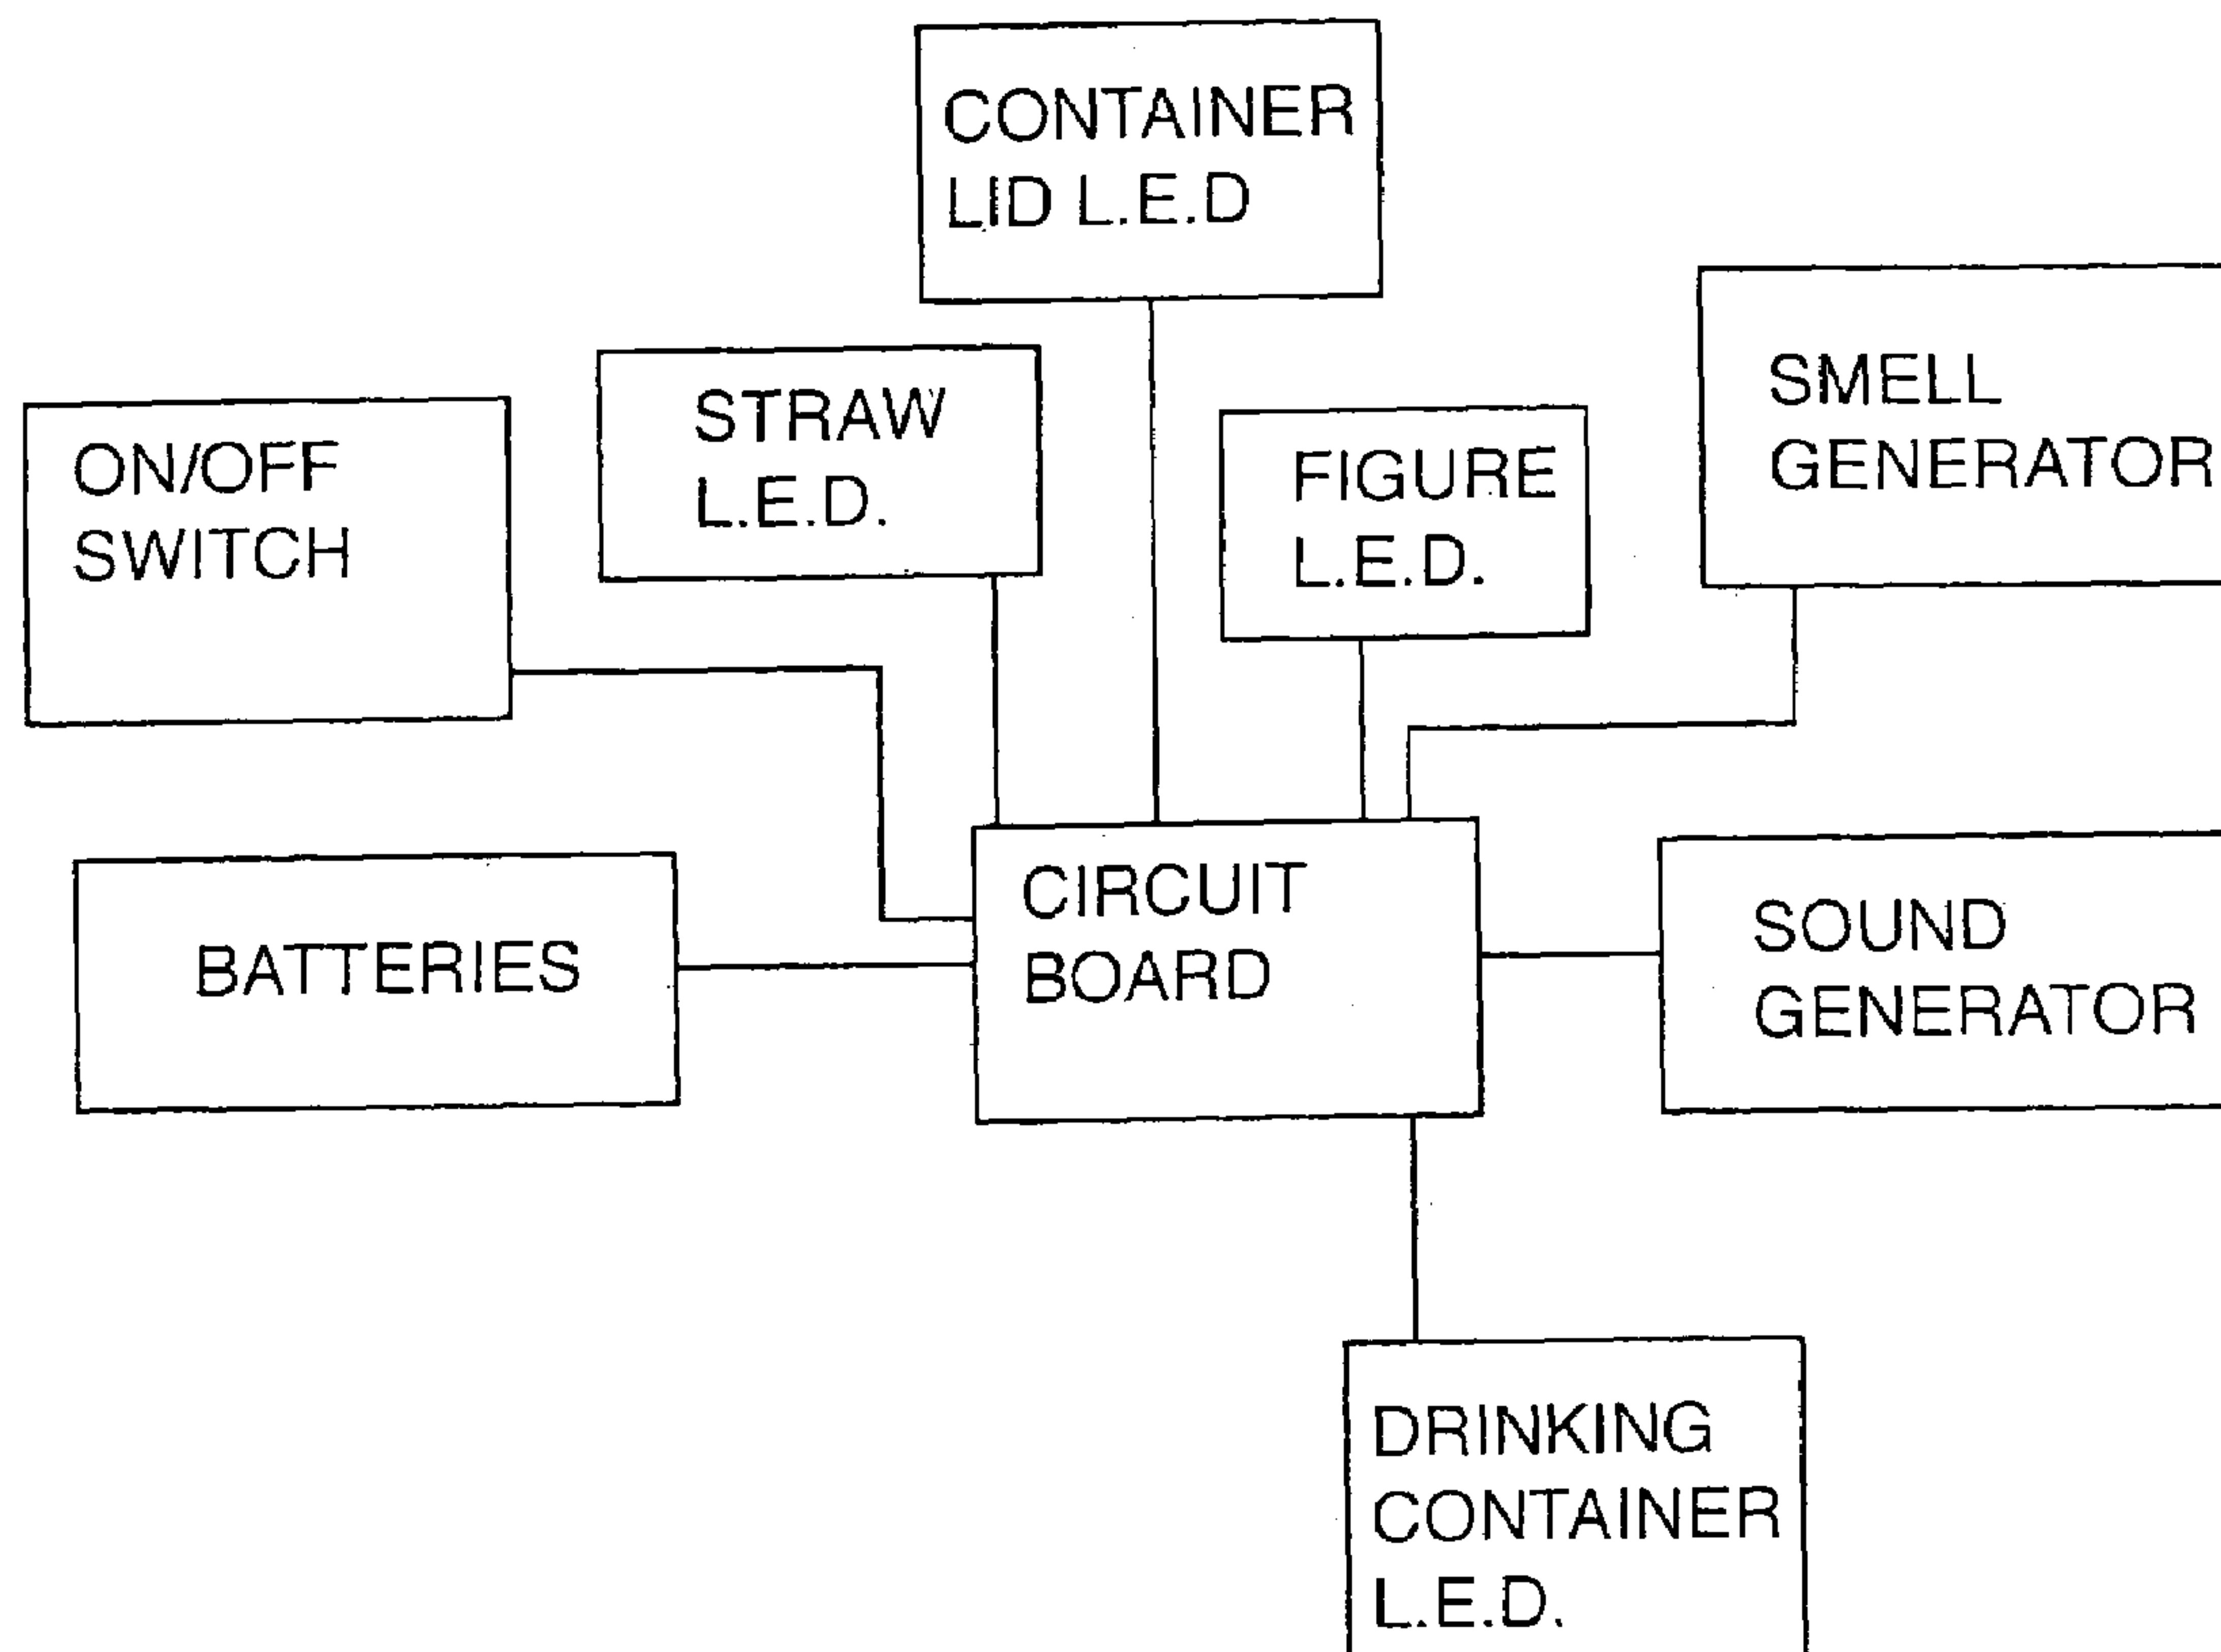 CONTAINER
LID L.E.D
STRAW
L.E.D.
ON/OFF
SWITCH
FIGURE
L.E.D.
SMELL
GENERATOR
BATTERIES
CIRCUIT
BOARD
SOUND
GENERATOR
DRINKING
CONTAINER
L.E.D.